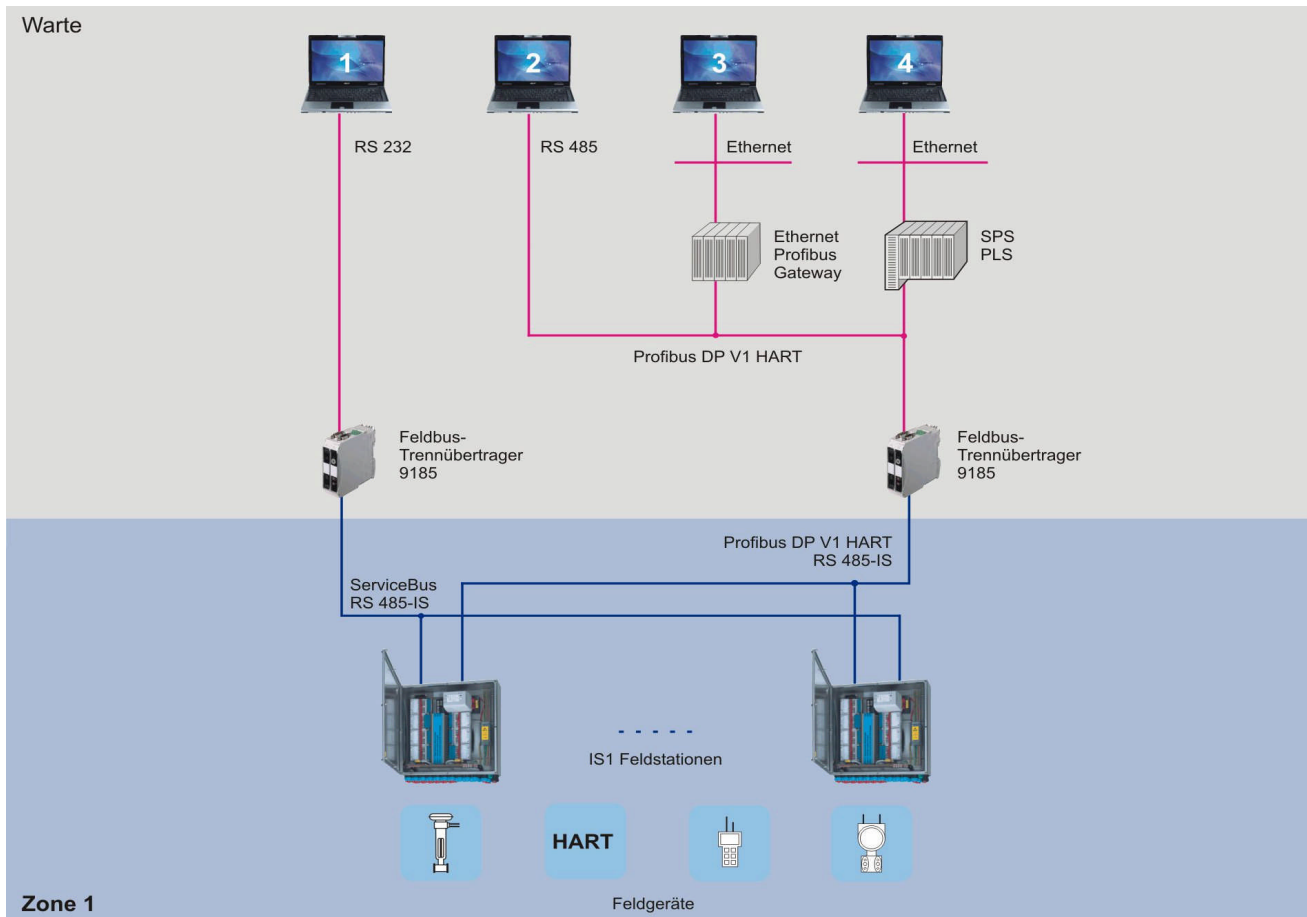 Warte
1
2
3
4
RS 232
RS 485
Ethernet
Ethernet
Ethernet
Profibus
Gateway
SPS
PLS
Profibus DP V1 HART
Feldbus-
Trennübertrager
9185
Feldbus-
Trennübertrager
9185
Profibus DP V1 HART
RS 485-IS
ServiceBus
RS 485-IS
IS1 Feldstationen
HART
Feldgeräte
Zone 1